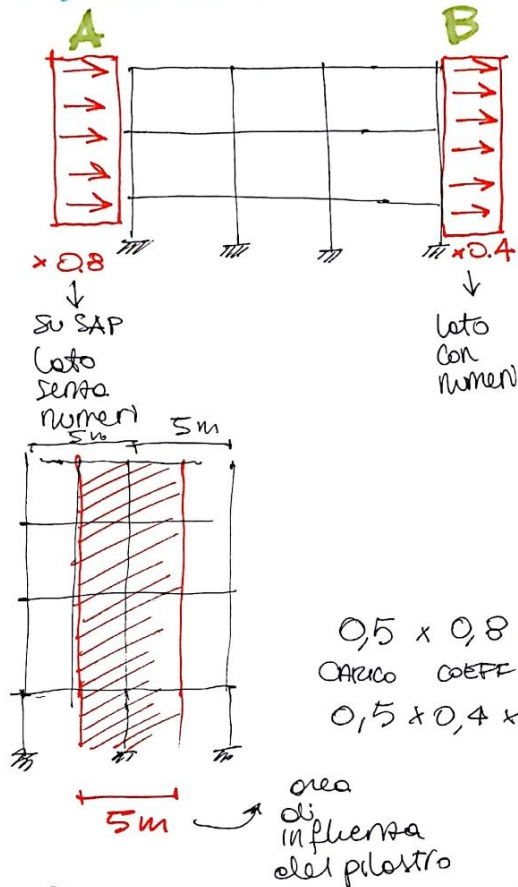 A
B
× 0.8
× 0.4
SU SAP
lato
senza
numeri
lato
con
numeri
5m
5m
0,5 × 0,8
CARICO COEFF
0,5 × 0,4 ×
5m
area
di
influenza
del pilastro